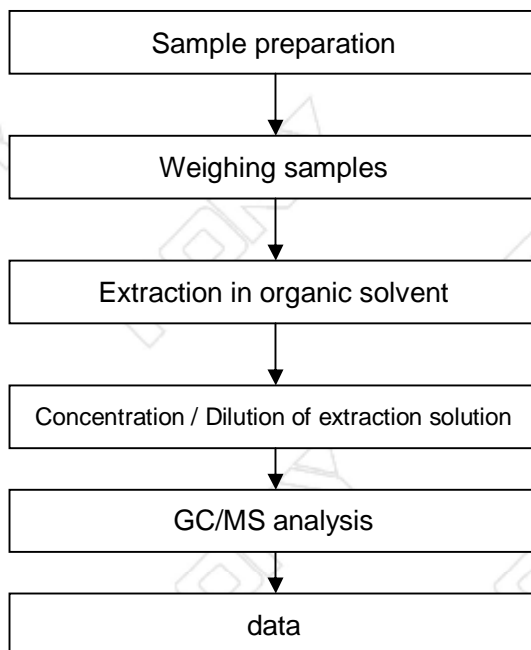 Sample preparation
Weighing samples
Extraction in organic solvent
Concentration / Dilution of extraction solution
GC/MS analysis
data